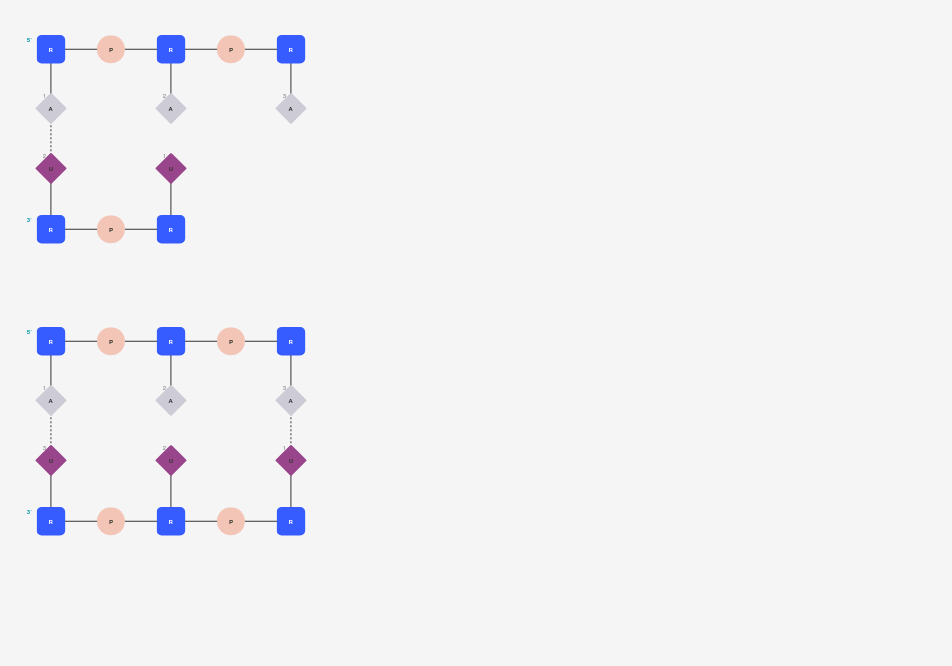 5'
R P R P R
1 2 3
A A A
2 1
U U
3'
R P R
5'
R P R P R
1 2 3
A A A
3 2 1
U U U
3'
R P R P R